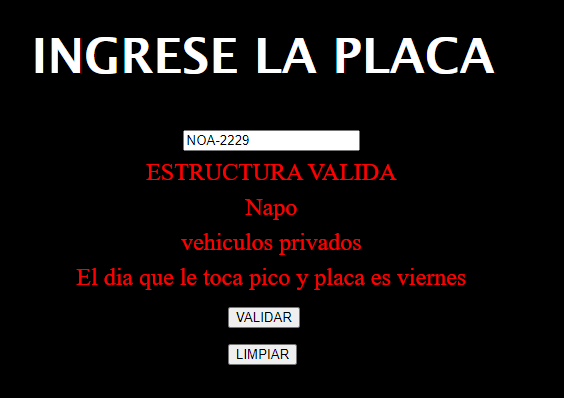 INGRESE LA PLACA
NOA-2229
ESTRUCTURA VALIDA
Napo
vehiculos privados
El dia que le toca pico y placa es viernes
VALIDAR
LIMPIAR